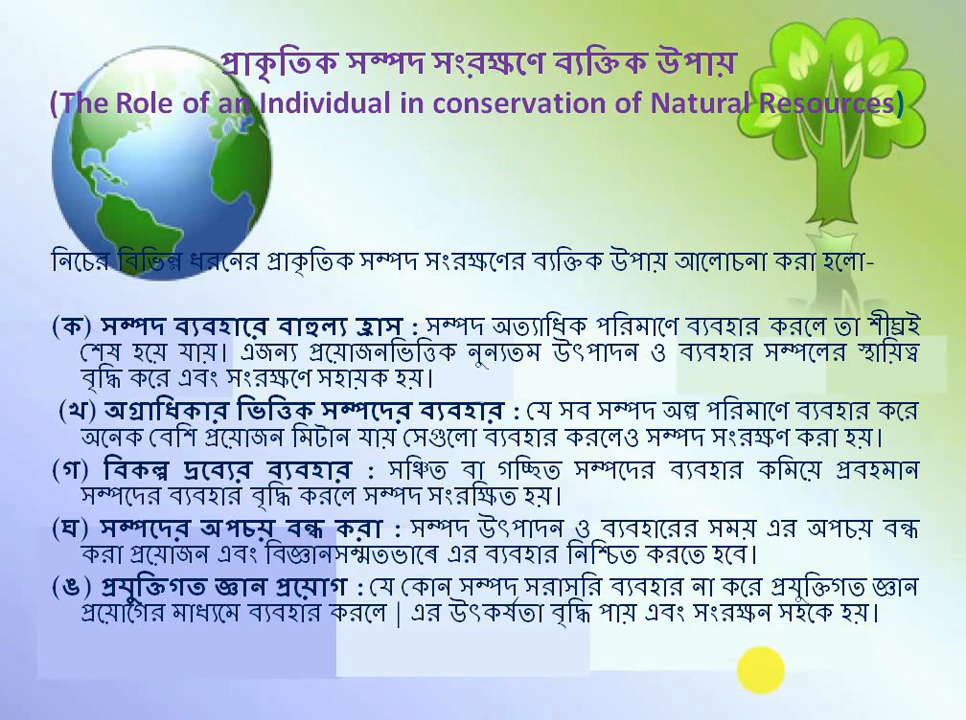 প্রাকৃতিক সম্পদ সংরক্ষণে ব্যক্তিক উপায়
(The Role of an Individual in conservation of Natural Resources)
নিচের বিভিন্ন ধরনের প্রাকৃতিক সম্পদ সংরক্ষণের ব্যক্তিক উপায় আলোচনা করা হলো-
(ক) সম্পদ ব্যবহারে বাহুল্য হ্রাস : সম্পদ অত্যাধিক পরিমাণে ব্যবহার করলে তা শীঘ্রই
শেষ হয়ে যায়। এজন্য প্রয়োজনভিত্তিক নুন্যতম উৎপাদন ও ব্যবহার সম্পলের স্থায়িত্ব
বৃদ্ধি করে এবং সংরক্ষণে সহায়ক হয়।
(খ) অগ্রাধিকার ভিত্তিক সম্পদের ব্যবহার : যে সব সম্পদ অল্প পরিমাণে ব্যবহার করে
অনেক বেশি প্রয়োজন মিটান যায় সেগুলো ব্যবহার করলেও সম্পদ সংরক্ষণ করা হয়।
(গ) বিকল্প দ্রব্যের ব্যবহার : সঞ্চিত বা গচ্ছিত সম্পদের ব্যবহার কমিয়ে প্রবহমান
সম্পদের ব্যবহার বৃদ্ধি করলে সম্পদ সংরক্ষিত হয়।
(ঘ) সম্পদের অপচয় বন্ধ করা : সম্পদ উৎপাদন ও ব্যবহারের সময় এর অপচয় বন্ধ
করা প্রয়োজন এবং বিজ্ঞানসম্মতভাৰে এর ব্যবহার নিশ্চিত করতে হবে।
(ঙ) প্রযুক্তিগত জ্ঞান প্রয়োগ : যে কোন সম্পদ সরাসরি ব্যবহার না করে প্রযুক্তিগত জ্ঞান
প্রয়োগের মাধ্যমে ব্যবহার করলে | এর উৎকর্ষতা বৃদ্ধি পায় এবং সংরক্ষন সহকে হয়।